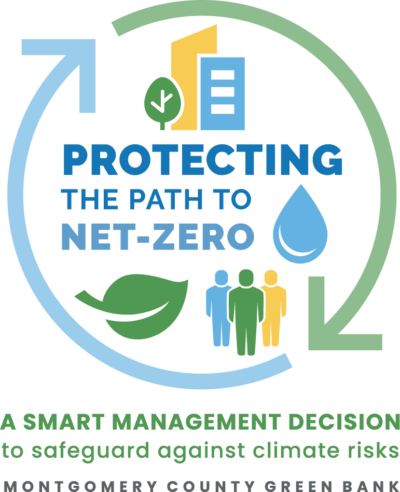 PROTECTING
THE PATH TO
NET-ZERO
A SMART MANAGEMENT DECISION
to safeguard against climate risks
MONTGOMERY COUNTY GREEN BANK